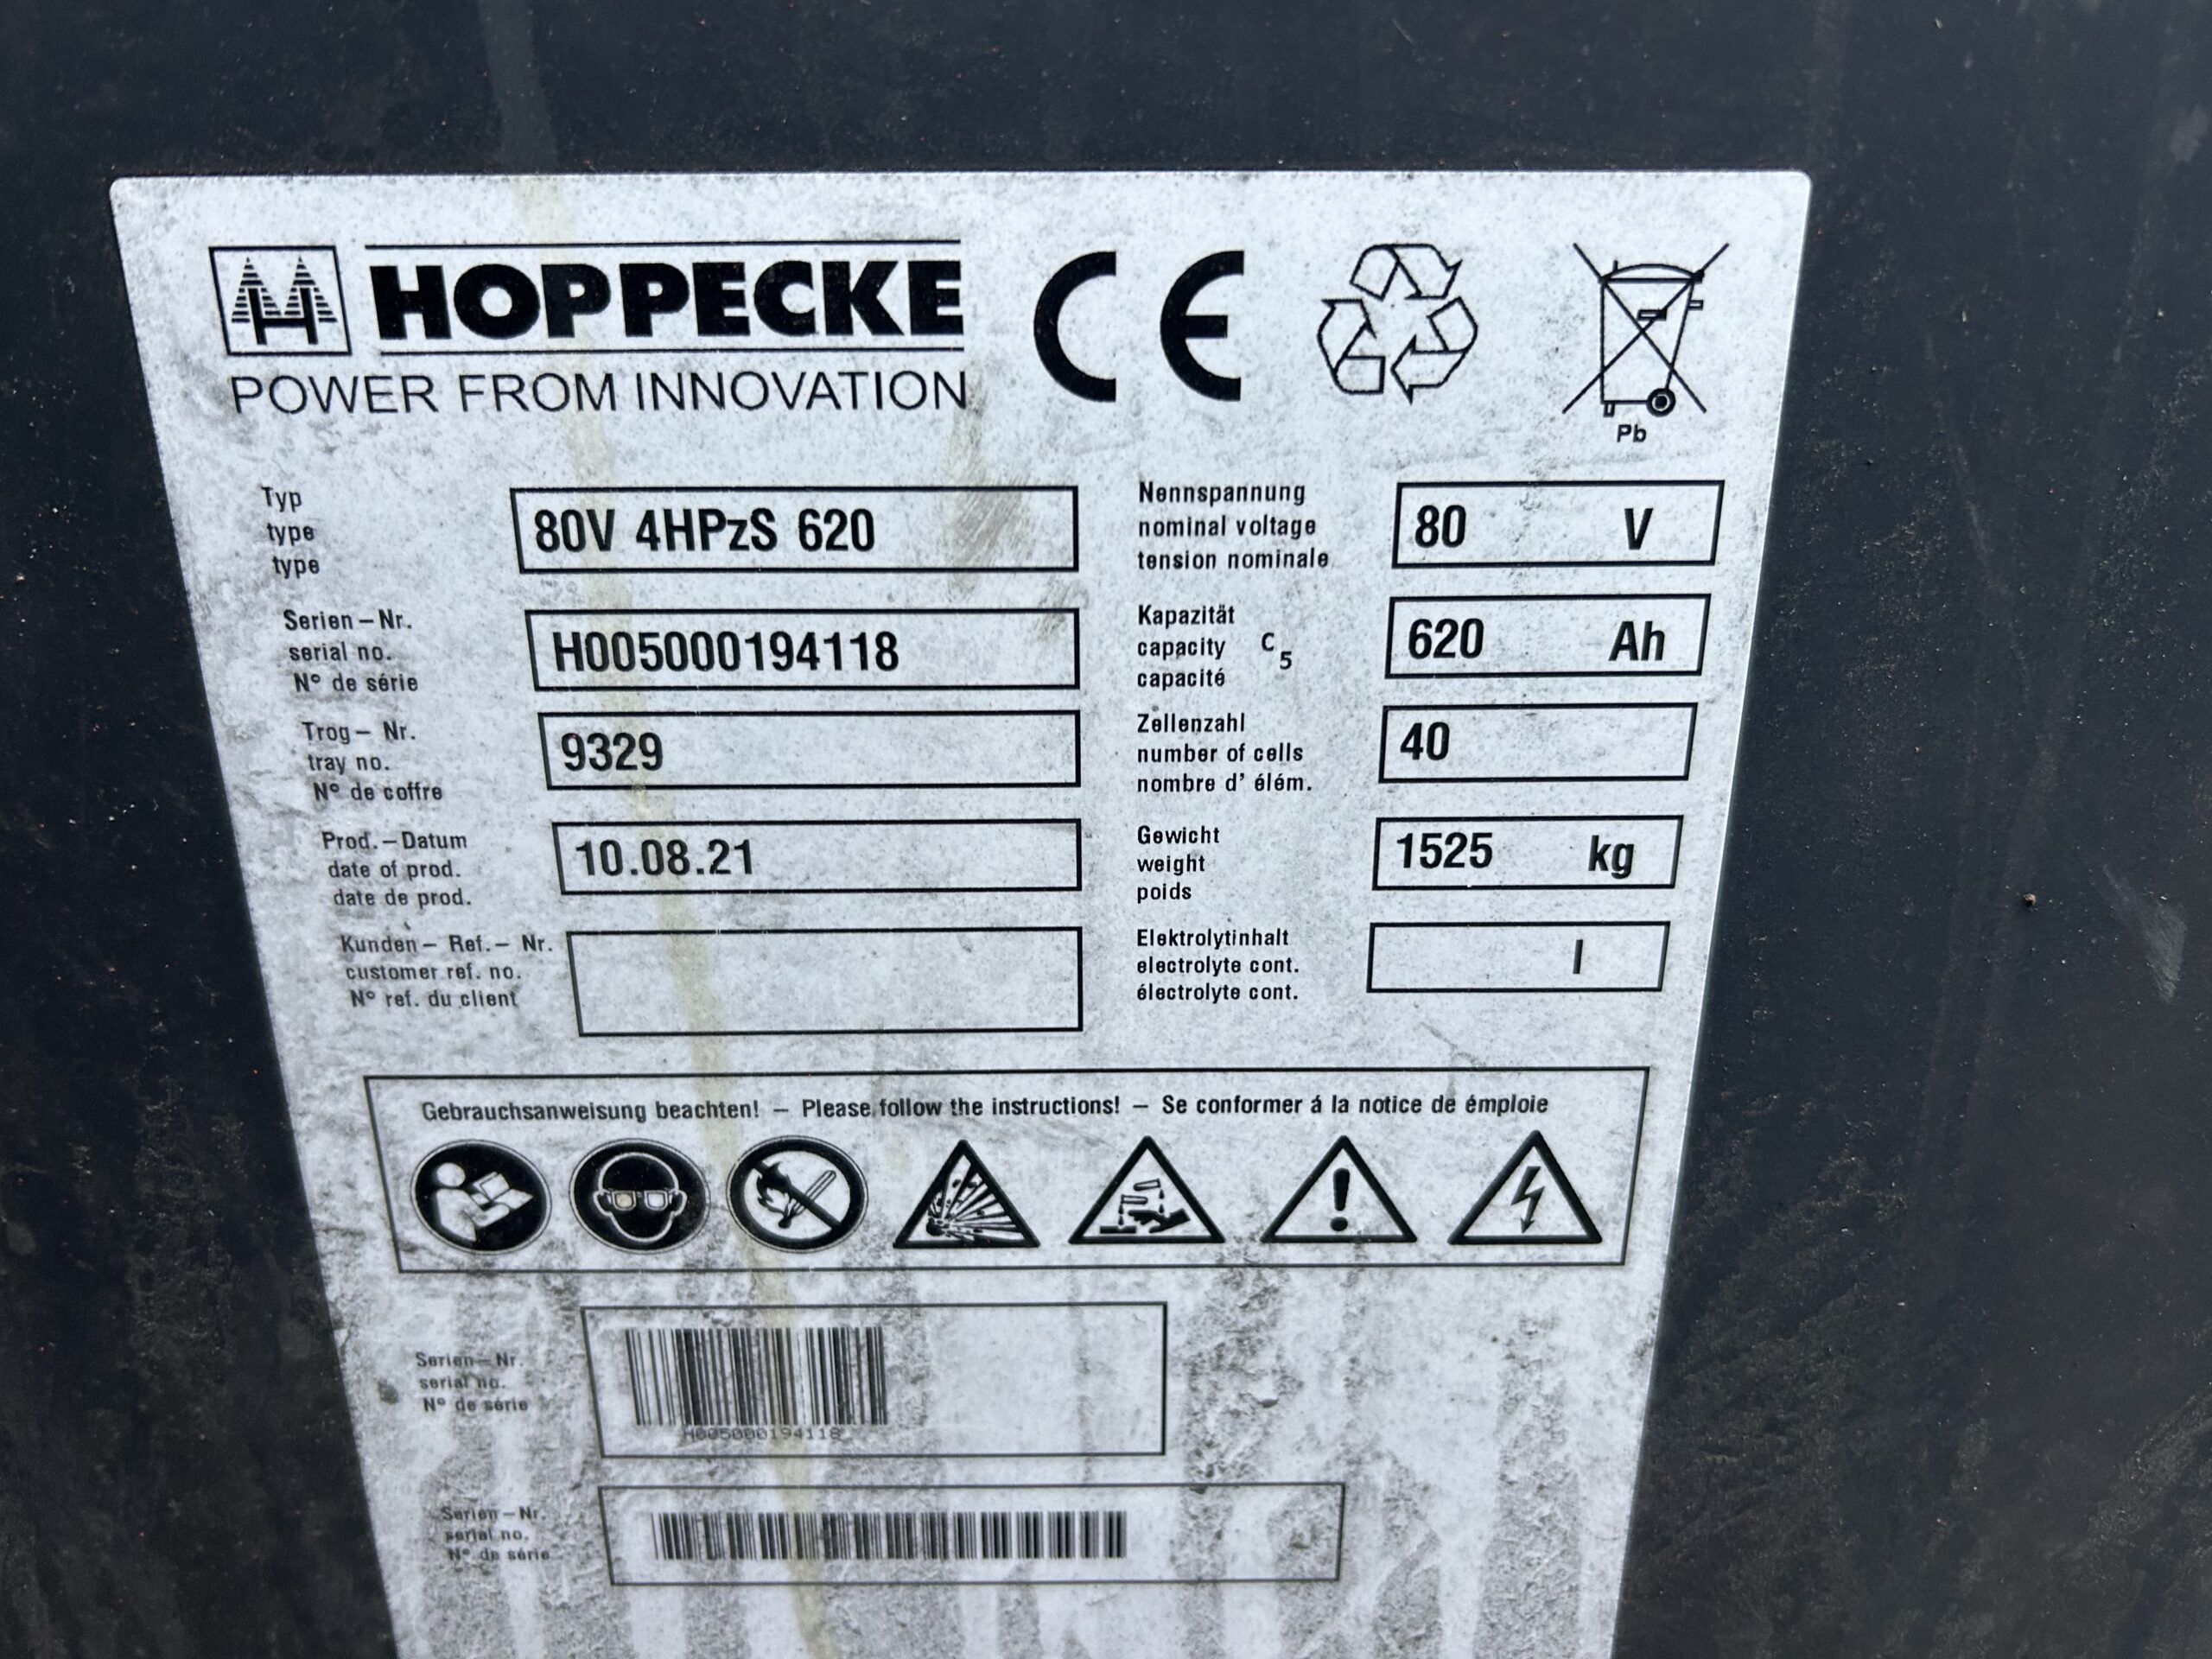 HOPPECKE
POWER FROM INNOVATION
CE
Pb
Typ
type
type
80V 4HPzS 620
Nennspannung
nominal voltage
tension nominale
80 V
Serien-Nr.
serial no.
N° de série
H005000194118
Kapazität
capacity C5
capacité
620 Ah
Trog-Nr.
tray no.
N° de coffre
9329
Zellenzahl
number of cells
nombre d' élém.
40
Prod.-Datum
date of prod.
date de prod.
10.08.21
Gewicht
weight
poids
1525 kg
Kunden-Ref.-Nr.
customer ref. no.
N° ref. du client
Elektrolytinhalt
electrolyte cont.
électrolyte cont.
l
Gebrauchsanweisung beachten! – Please follow the instructions! – Se conformer á la notice de émploie
Serien-Nr.
serial no.
N° de série
H005000194118
Serien-Nr.
serial no.
N° de série